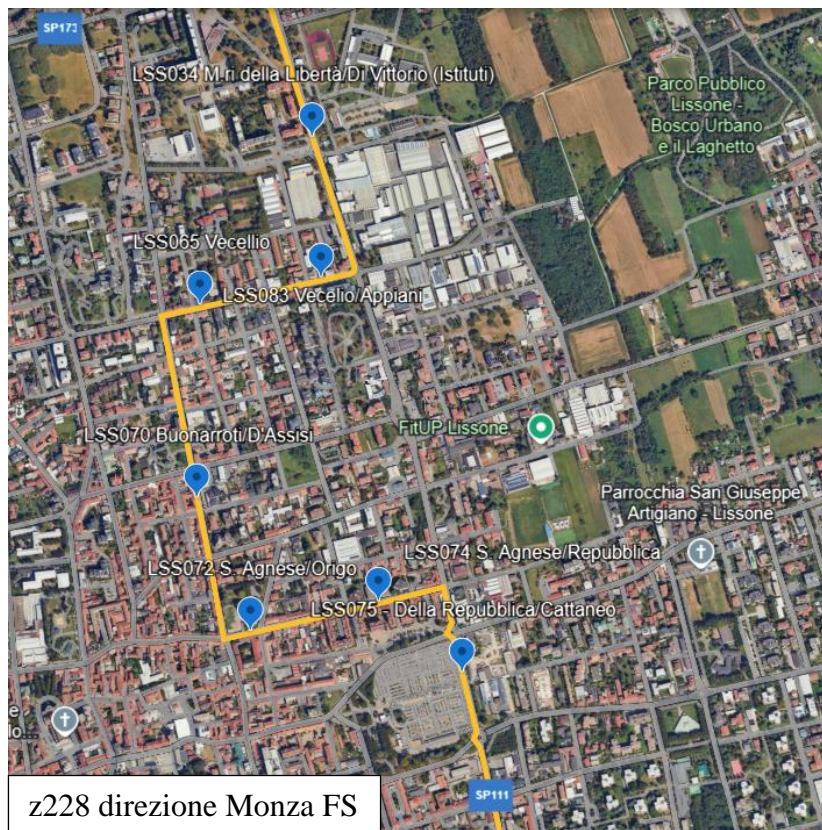 SP173
LSS034 M-ri della Libertà/Di Vittorio (Istituti)
Parco Pubblico
Lissone -
Bosco Urbano
e il Laghetto
LSS065 Vecellio
LSS083 Vecelio/Appiani
LSS070 Buonarroti/D'Assisi
FitUP Lissone
Parrocchia San Giuseppe
Artigiano - Lissone
LSS074 S. Agnese/Repubblica
LSS072 S. Agnese/Origo
LSS075 - Della Repubblica/Cattaneo
SP111
z228 direzione Monza FS